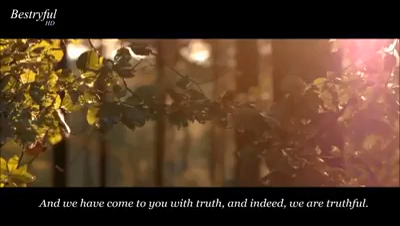 Bestryful
HD
And we have come to you with truth, and indeed, we are truthful.